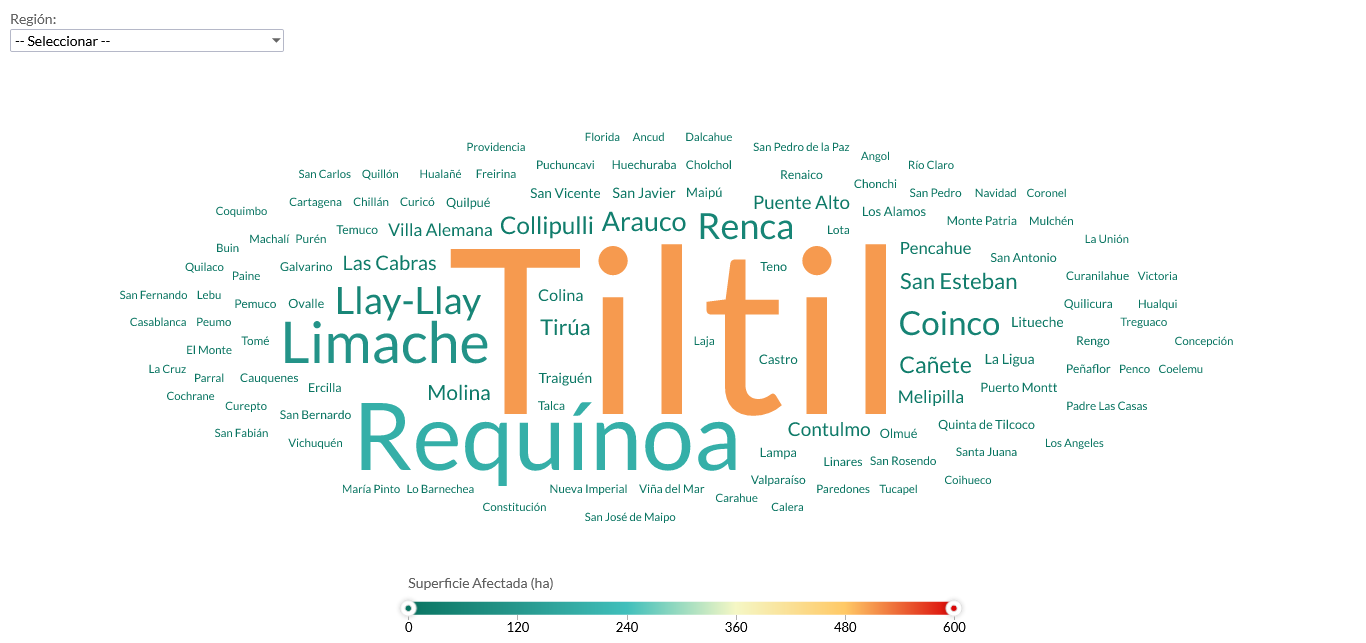 Región:
-- Seleccionar --
Florida Ancud Dalcahue
Providencia San Pedro de la Paz
Angol
Puchuncavi Huechuraba Cholchol Río Claro
San Carlos Quillón Hualañé Freirina Renaico
Chonchi
San Vicente San Javier Maipú San Pedro Navidad Coronel
Cartagena Chillán Curicó Quilpué Puente Alto
Coquimbo Los Alamos
Monte Patria Mulchén
Temuco Villa Alemana Collipulli Arauco Renca Lota
Machalí Purén La Unión
Buin Pencahue
San Antonio
Quilaco Galvarino Las Cabras Tiltil Teno
Paine Curanilahue Victoria
San Esteban
San Fernando Lebu Colina
Pemuco Ovalle Llay-Llay Quilicura Hualqui
Casablanca Peumo Tirúa Coinco Litueche Treguaco
Tomé Limache Laja Rengo Concepción
El Monte
Castro La Ligua
La Cruz Cañete Peñaflor Penco Coelemu
Parral Cauquenes Traiguén
Ercilla Puerto Montt
Cochrane Molina Melipilla
Curepto Talca Padre Las Casas
San Bernardo
Quinta de Tilcoco
San Fabián Contulmo Olmué
Vichuquén Requínoa Los Angeles
Lampa Santa Juana
Linares San Rosendo
Valparaíso Coihueco
María Pinto Lo Barnechea Nueva Imperial Viña del Mar Paredones Tucapel
Carahue
Constitución Calera
San José de Maipo
Superficie Afectada (ha)
0 120 240 360 480 600